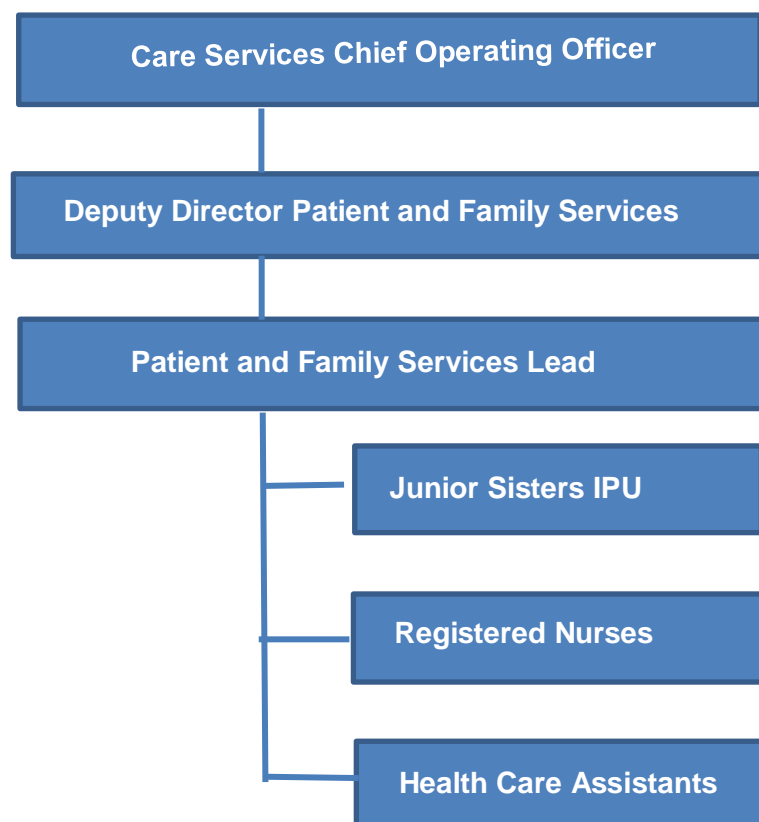 Care Services Chief Operating Officer
Deputy Director Patient and Family Services
Patient and Family Services Lead
Junior Sisters IPU
Registered Nurses
Health Care Assistants